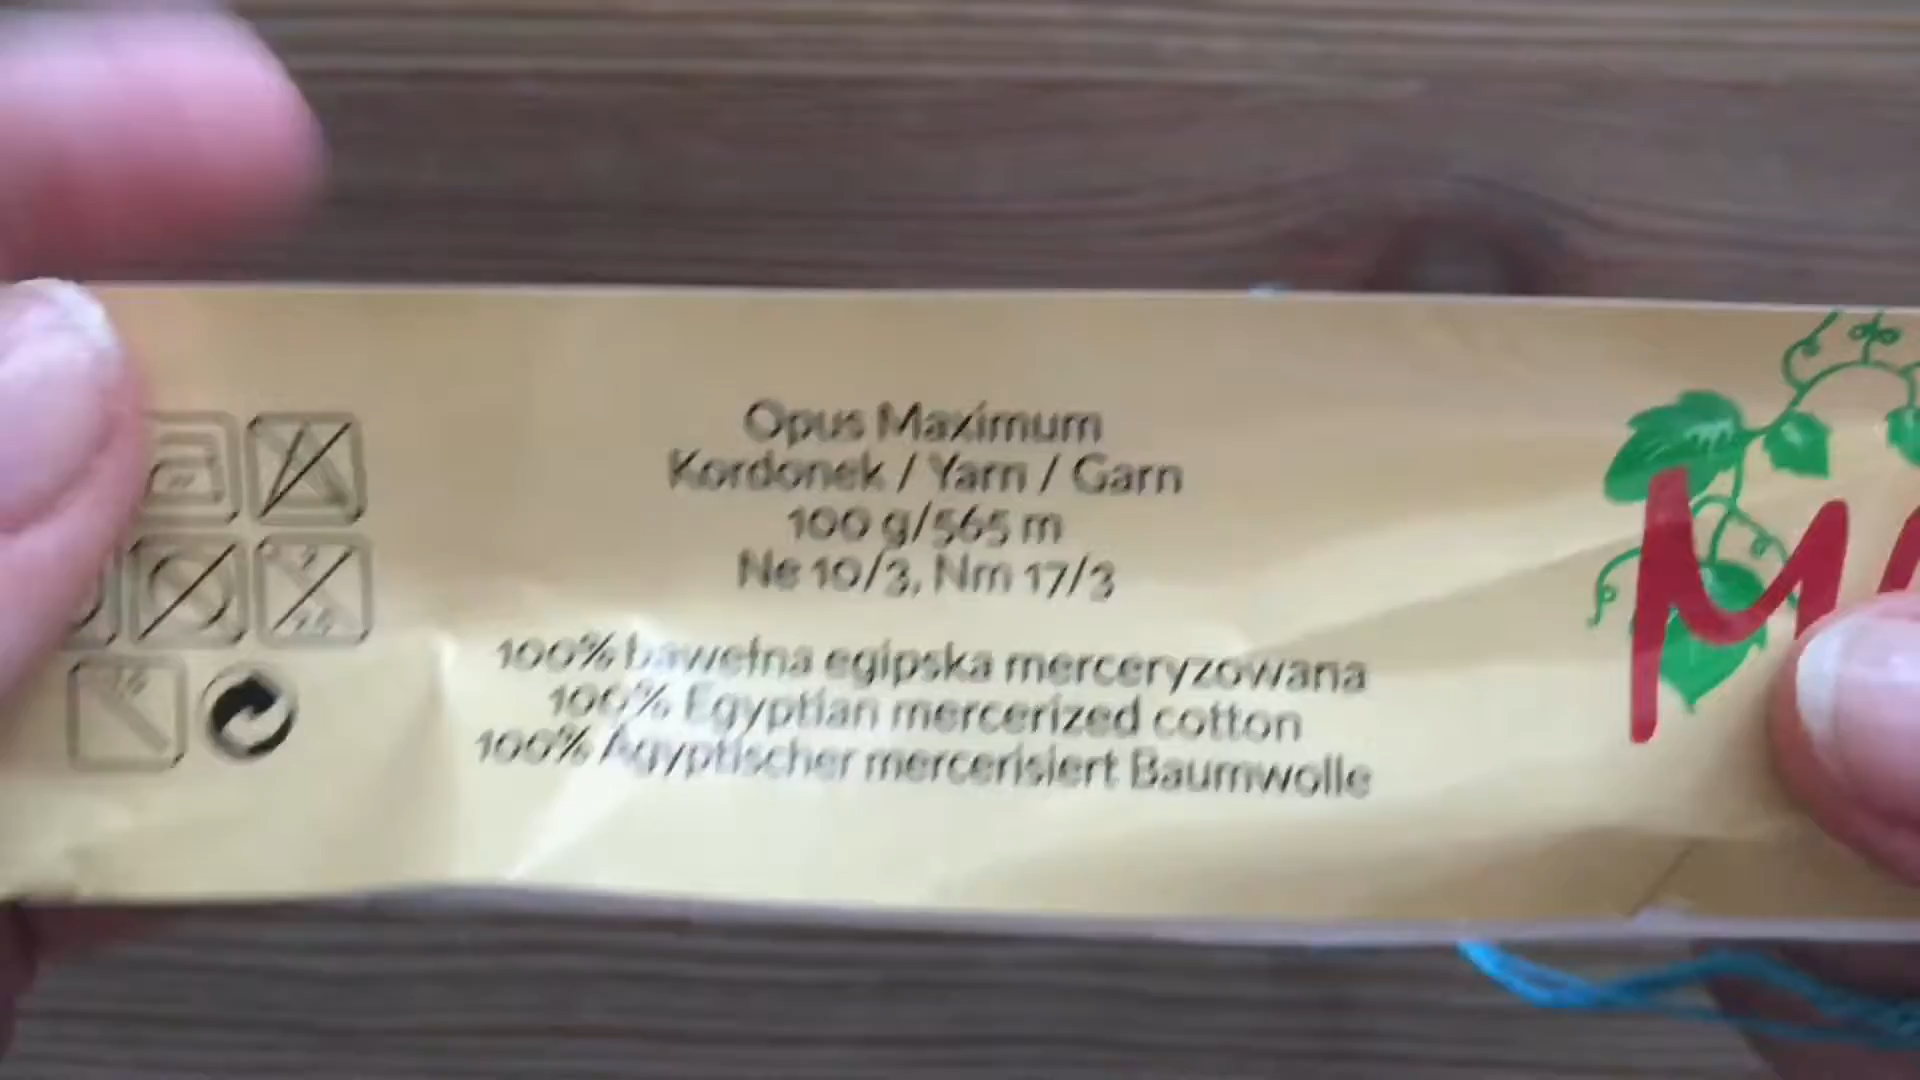 Opus Maximum
Kordonek / Yarn / Garn
100 g/565 m
Ne 10/3, Nm 17/3
100% bawełna egipska merceryzowana
100% Egyptian mercerized cotton
100% Ägyptischer mercerisiert Baumwolle